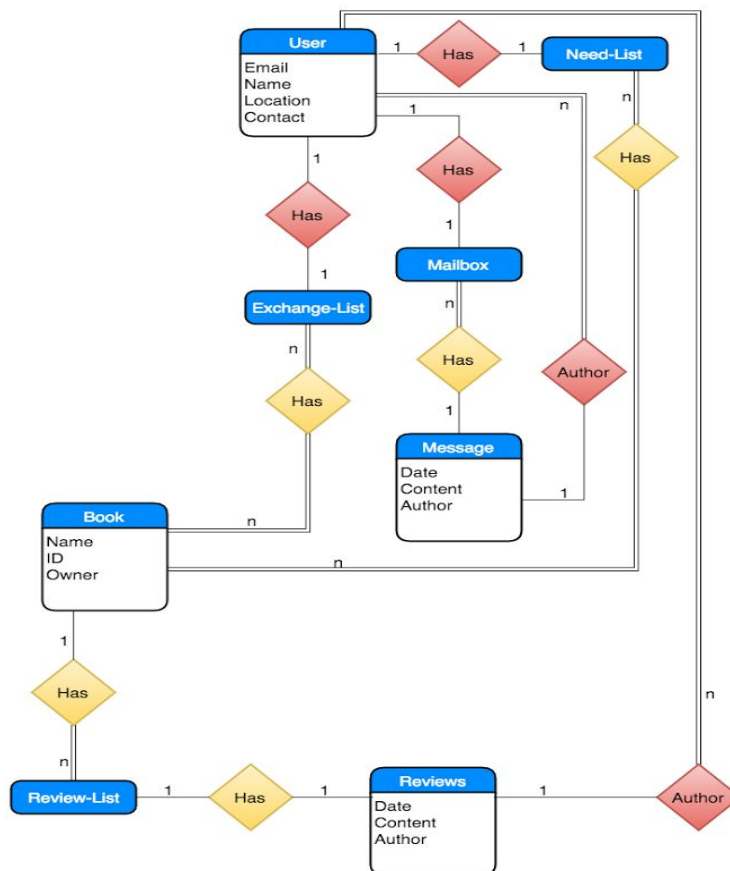 User
Email
Name
Location
Contact
1
Has
1
Need-List
n
Has
1
n
1
Has
1
Has
1
Mailbox
1
Exchange-List
n
Has
n
Has
1
Author
Message
Date
Content
Author
1
n
Book
Name
ID
Owner
n
1
Has
n
n
Review-List
1
Has
1
Reviews
Date
Content
Author
1
Author